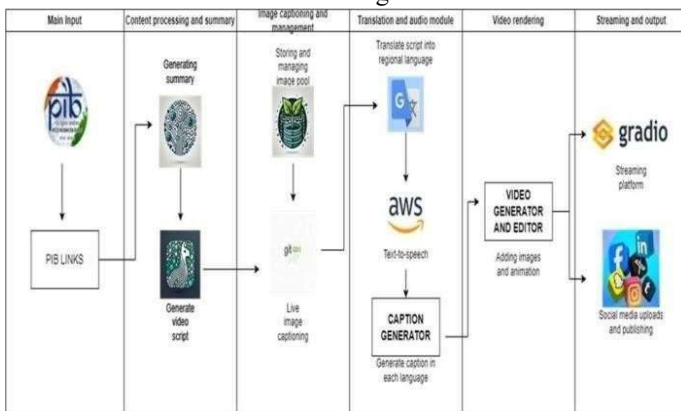 Main Input
Content processing and summary
Image captioning and
management
Translation and audio module
Video rendering
Streaming and output
pib
PIB LINKS
Generating
summary
Generate
video
script
Storing and
managing
image pool
git
Live
image
captioning
Translate script into
regional language
G
aws
Text-to-speech
CAPTION
GENERATOR
Generate caption in
each language
VIDEO
GENERATOR
AND EDITOR
Adding images
and animation
gradio
Streaming
platform
f
in
Social media uploads
and publishing